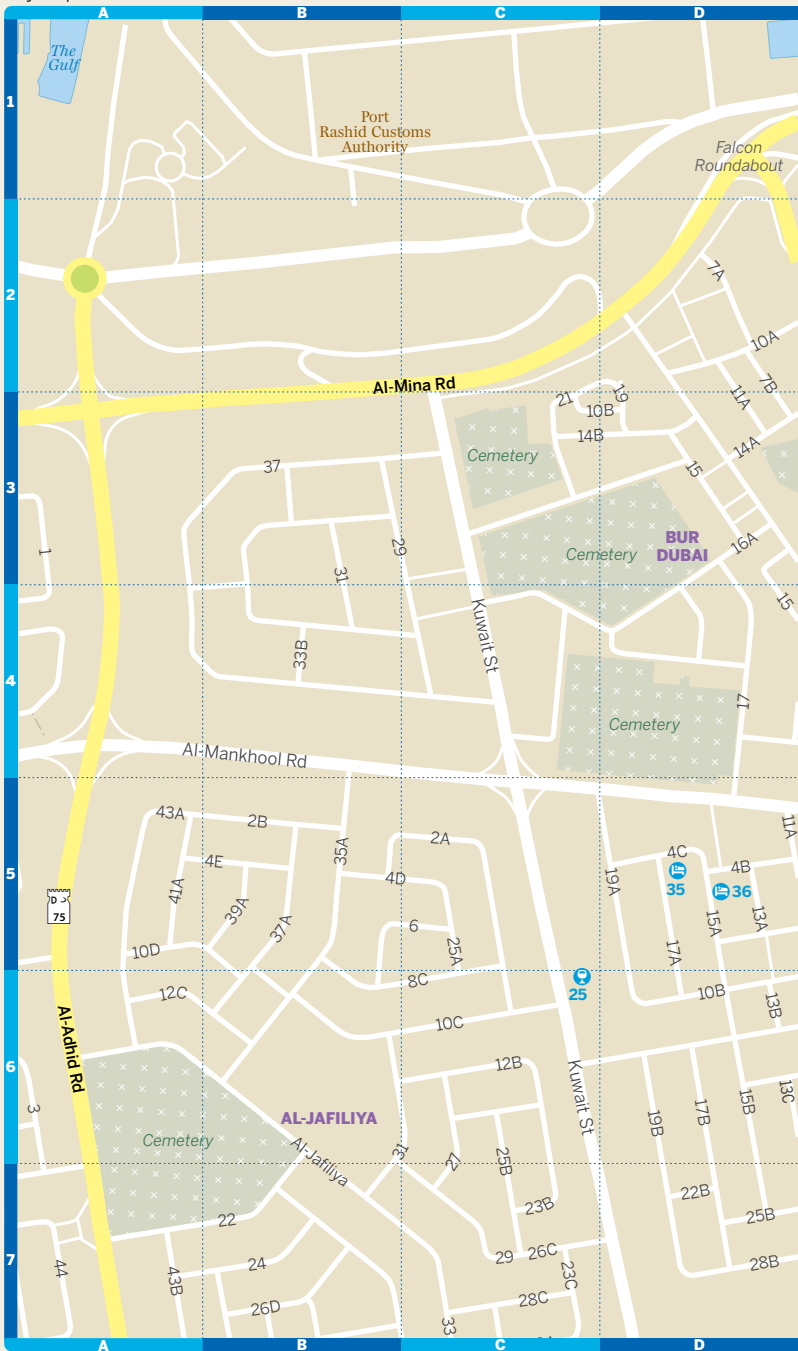 A
B
C
D
1
The
Gulf
Port
Rashid Customs
Authority
Falcon
Roundabout
2
7A
10A
Al-Mina Rd
7B
11A
21
19
10B
14B
14A
3
37
Cemetery
15
BUR
DUBAI
Cemetery
16A
1
29
31
15
Kuwait St
33B
4
17
Cemetery
Al-Mankhool Rd
43A
2B
2A
35A
11A
5
4E
4C
4B
35
36
4D
41A
39A
37A
19A
6
25A
17A
15A
13A
75
10D
8C
12C
25
10B
13B
10C
Al-Adhid Rd
6
12B
Kuwait St
13C
15B
17B
19B
3
AL-JAFILIYA
Cemetery
Al-Jafiliya
31
27
25B
22B
23B
25B
22
7
44
24
43B
29
26C
23C
28B
26D
28C
33
A
B
C
D